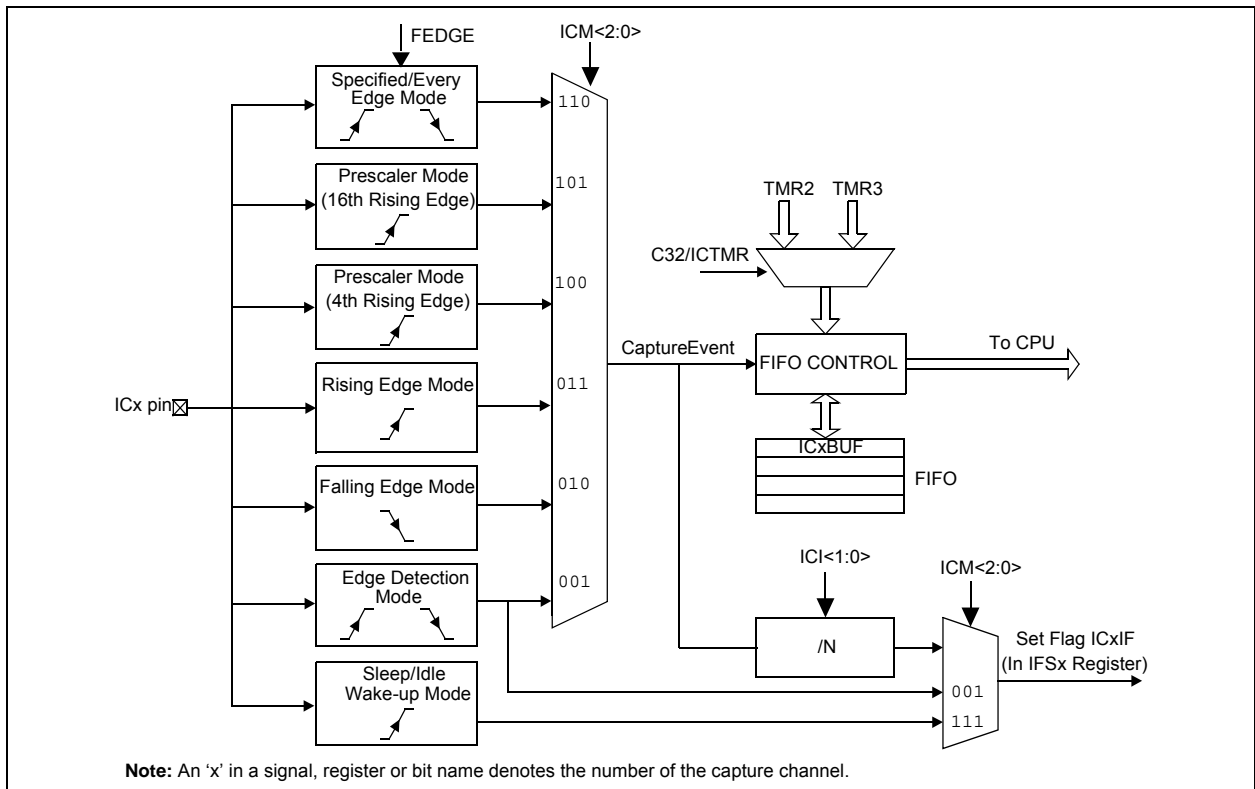 FEDGE
ICM<2:0>
Specified/Every
Edge Mode
110
Prescaler Mode
(16th Rising Edge)
101
TMR2
TMR3
C32/ICTMR
Prescaler Mode
(4th Rising Edge)
100
CaptureEvent
FIFO CONTROL
To CPU
ICx pin
Rising Edge Mode
011
ICxBUF
FIFO
Falling Edge Mode
010
Edge Detection
Mode
001
ICI<1:0>
ICM<2:0>
/N
Set Flag ICxIF
(In IFSx Register)
Sleep/Idle
Wake-up Mode
001
111
Note: An ‘x’ in a signal, register or bit name denotes the number of the capture channel.